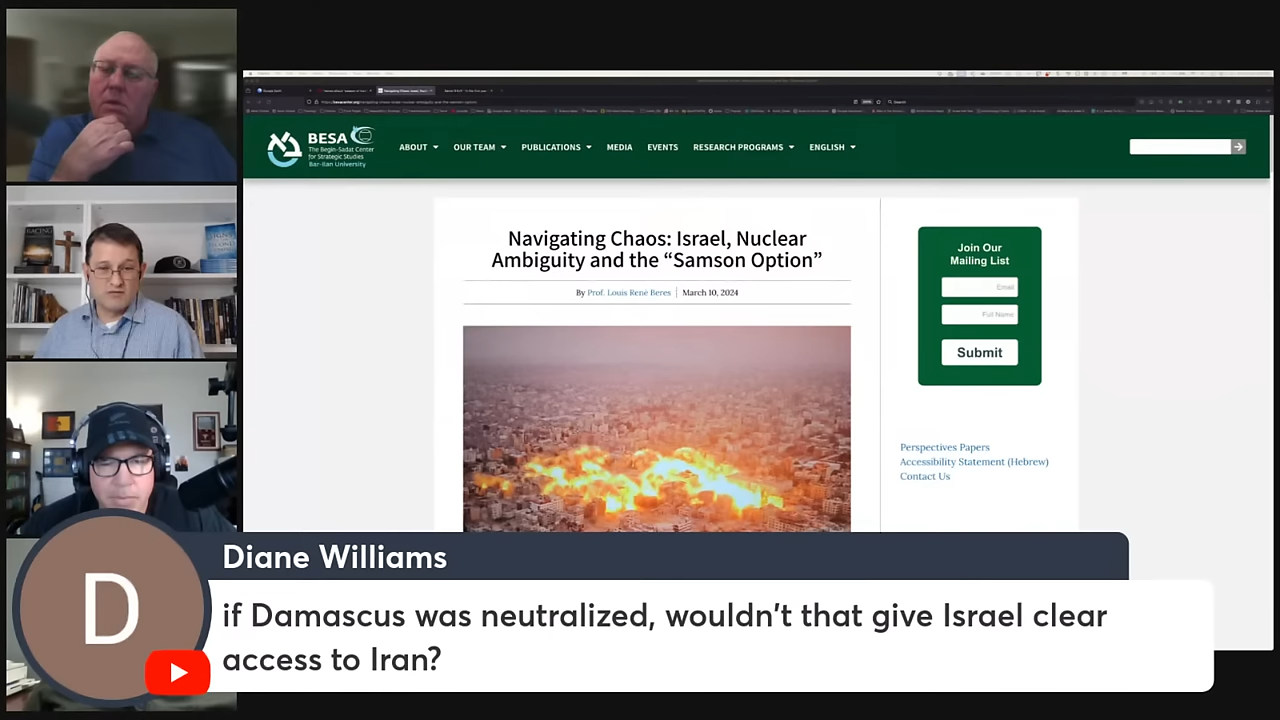 BESA
The Begin-Sadat Center
for Strategic Studies
Bar-Ilan University
ABOUT
OUR TEAM
PUBLICATIONS
MEDIA
EVENTS
RESEARCH PROGRAMS
ENGLISH
Navigating Chaos: Israel, Nuclear
Ambiguity and the “Samson Option”
By Prof. Louis René Beres | March 10, 2024
Join Our
Mailing List
Email
Full Name
Submit
Perspectives Papers
Accessibility Statement (Hebrew)
Contact Us
D
Diane Williams
if Damascus was neutralized, wouldn't that give Israel clear
access to Iran?